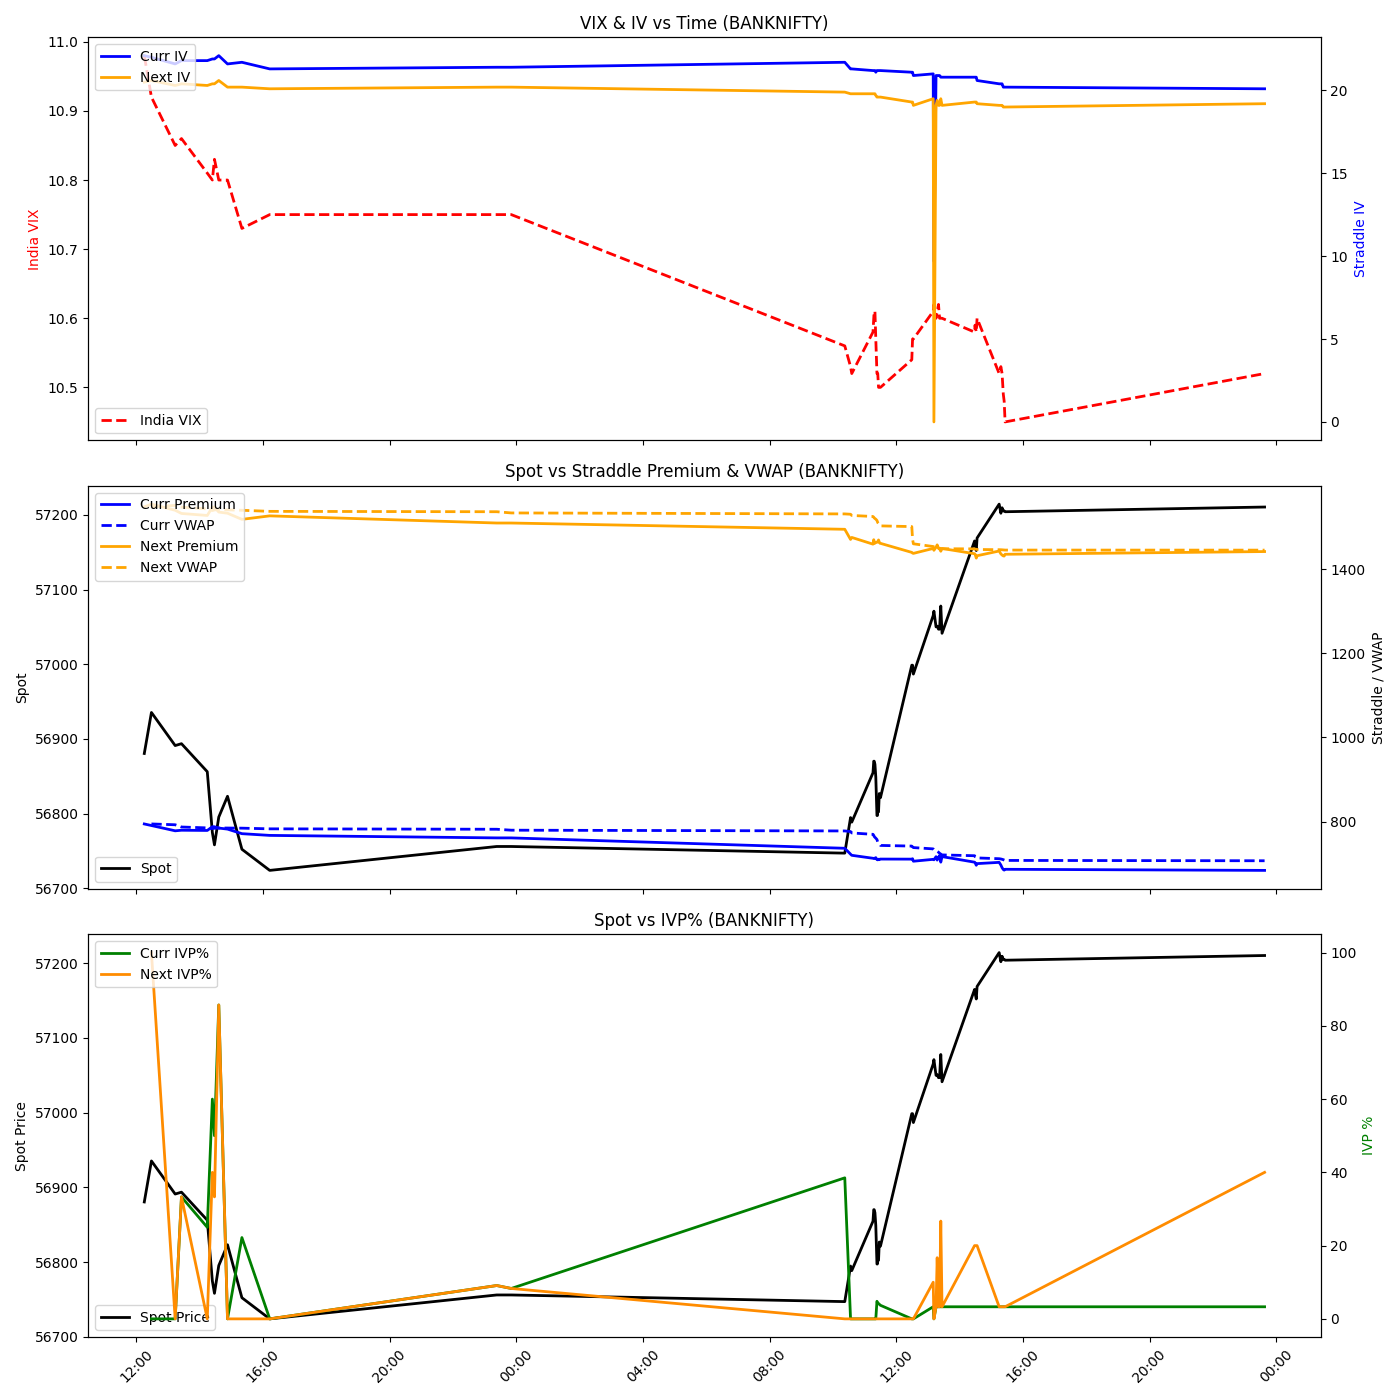 VIX & IV vs Time (BANKNIFTY)
11.0
10.9
10.8
10.7
10.6
10.5
India VIX
Curr IV
Next IV
India VIX
20
15
10
5
0
Straddle IV
Spot vs Straddle Premium & VWAP (BANKNIFTY)
57200
57100
57000
56900
56800
56700
Spot
Curr Premium
Curr VWAP
Next Premium
Next VWAP
Spot
1400
1200
1000
800
Straddle / VWAP
Spot vs IVP% (BANKNIFTY)
57200
57100
57000
56900
56800
56700
Spot Price
Curr IVP%
Next IVP%
Spot Price
100
80
60
40
20
0
IVP %
12:00
16:00
20:00
00:00
04:00
08:00
12:00
16:00
20:00
00:00